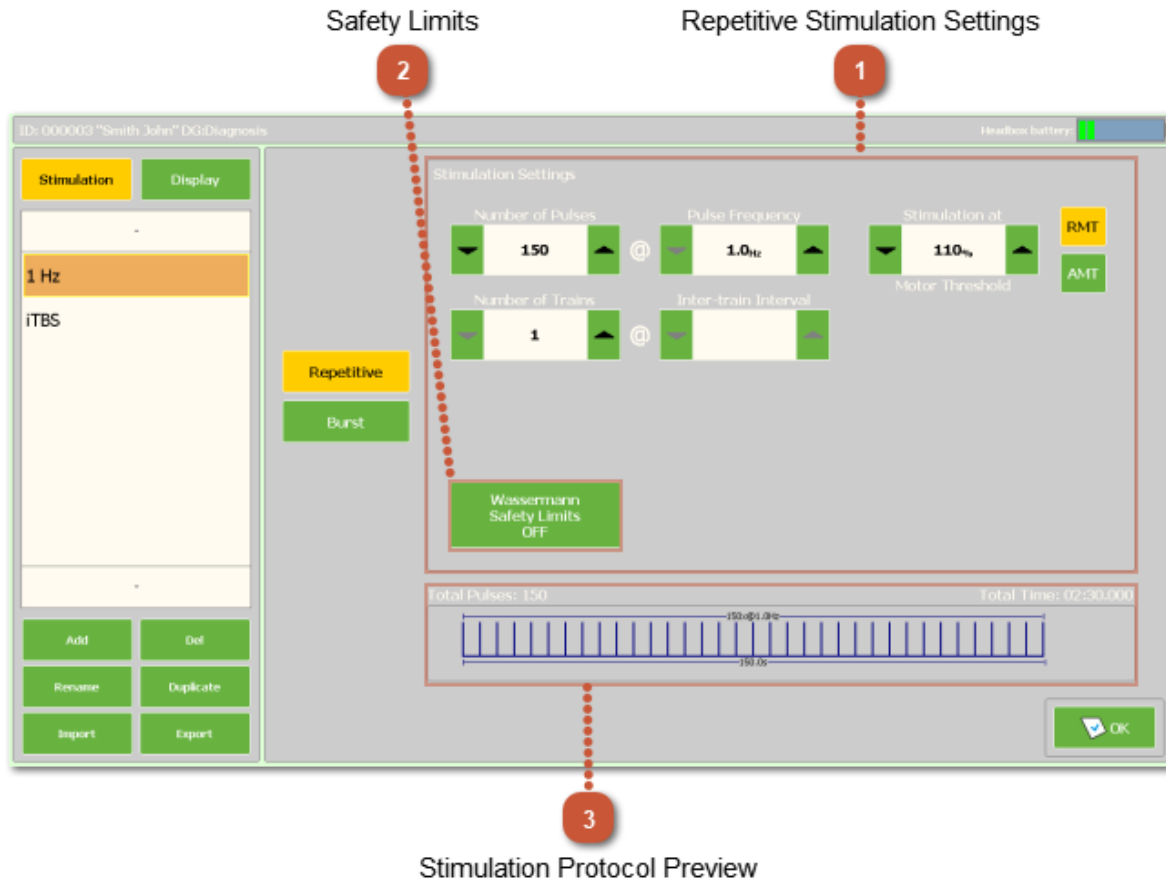 Safety Limits
Repetitive Stimulation Settings
2
1
ID: 000003 "Smith John" DG:Diagnosis
Headbox battery:
Stimulation
Display
-
1 Hz
iTBS
-
Add
Del
Rename
Duplicate
Import
Export
Repetitive
Burst
Stimulation Settings
Number of Pulses
Pulse Frequency
Stimulation at
150
@
1.0Hz
110%
RMT
AMT
Motor Threshold
Number of Trains
Inter-train Interval
1
@
Wassermann
Safety Limits
OFF
Total Pulses: 150
Total Time: 02:30.000
150x@1.0Hz
150.0s
OK
3
Stimulation Protocol Preview